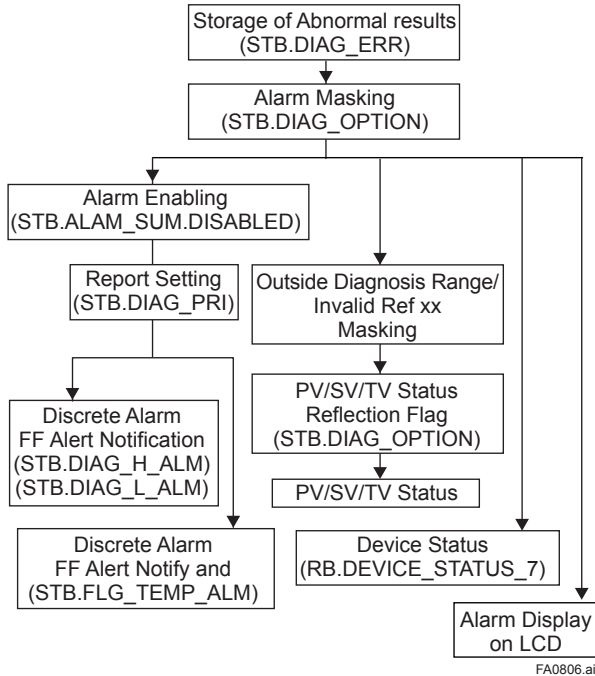 Storage of Abnormal results
(STB.DIAG_ERR)
Alarm Masking
(STB.DIAG_OPTION)
Alarm Enabling
(STB.ALAM_SUM.DISABLED)
Report Setting
(STB.DIAG_PRI)
Outside Diagnosis Range/
Invalid Ref xx
Masking
Discrete Alarm
FF Alert Notification
(STB.DIAG_H_ALM)
(STB.DIAG_L_ALM)
PV/SV/TV Status
Reflection Flag
(STB.DIAG_OPTION)
PV/SV/TV Status
Discrete Alarm
FF Alert Notify and
(STB.FLG_TEMP_ALM)
Device Status
(RB.DEVICE_STATUS_7)
Alarm Display
on LCD
FA0806.ai